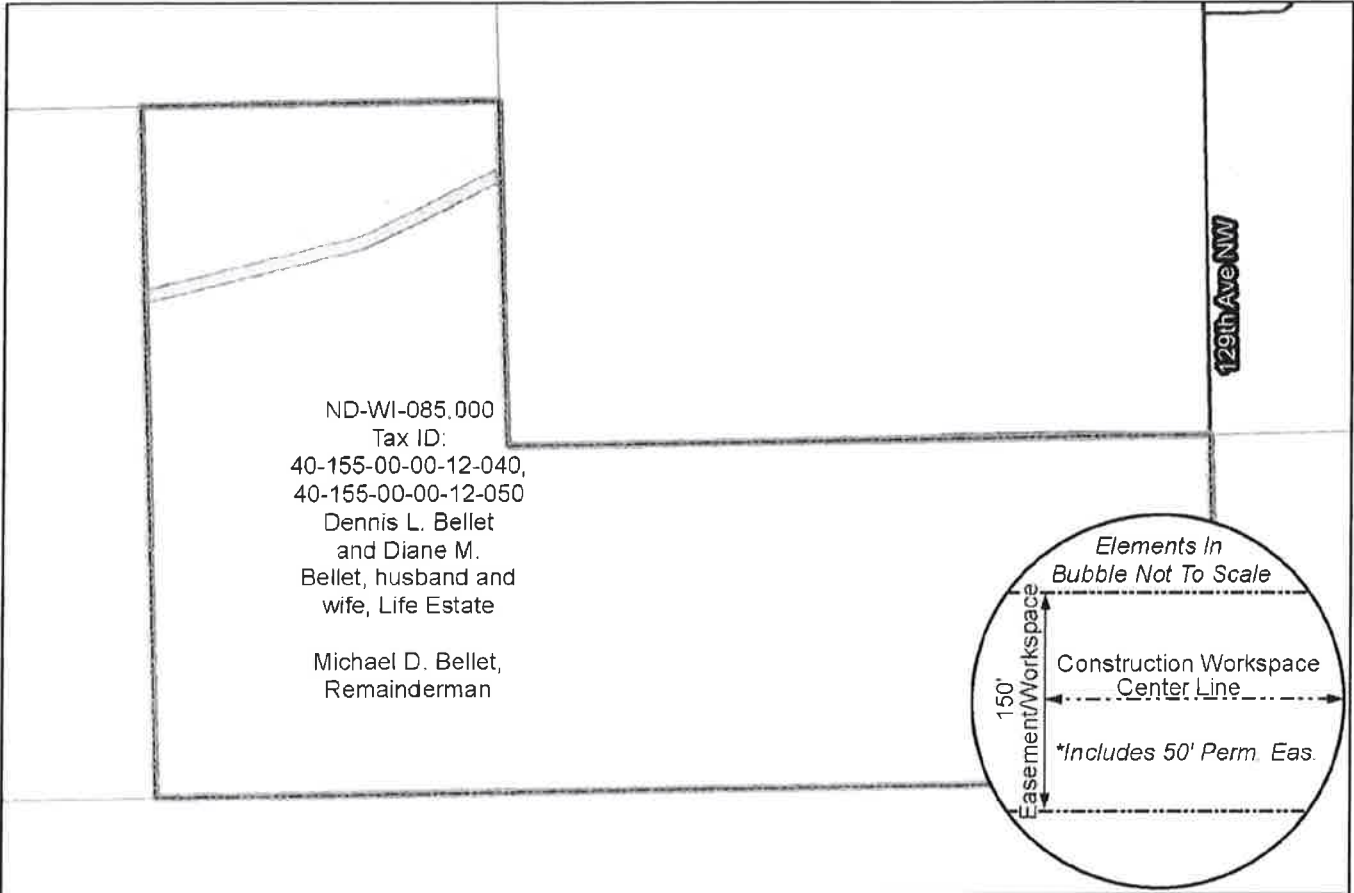 129th Ave NW
ND-WI-085.000
Tax ID:
40-155-00-00-12-040,
40-155-00-00-12-050
Dennis L. Bellet
and Diane M.
Bellet, husband and
wife, Life Estate
Michael D. Bellet,
Remainderman
Elements In
Bubble Not To Scale
150'
Easement/Workspace
Construction Workspace
Center Line
*Includes 50' Perm. Eas.